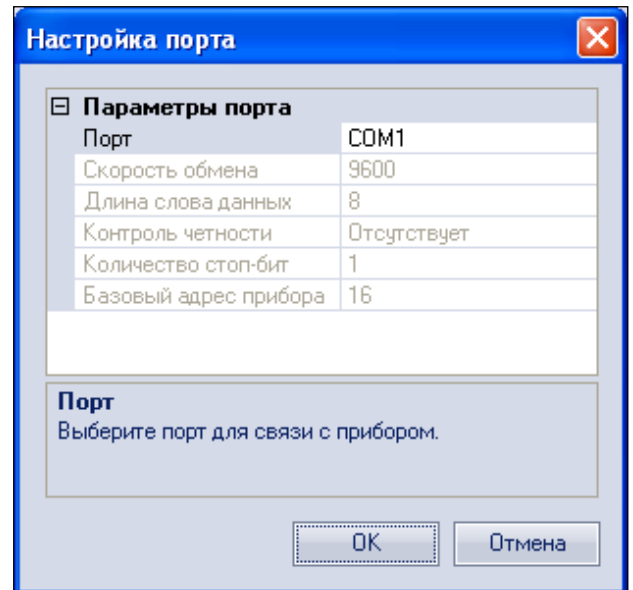 Настройка порта
Параметры порта
Порт COM1
Скорость обмена 9600
Длина слова данных 8
Контроль четности Отсутствует
Количество стоп-бит 1
Базовый адрес прибора 16
Порт
Выберите порт для связи с прибором.
OK Отмена